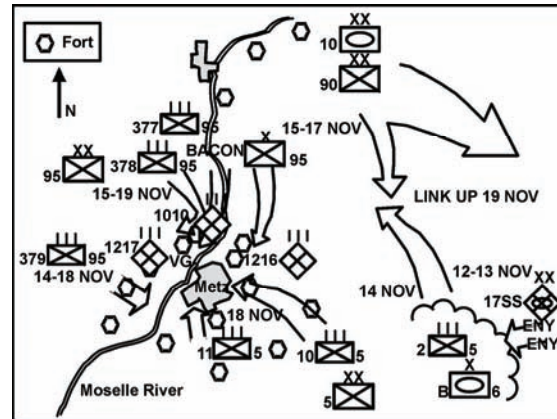 Fort
N
XX
10
XX
90
III
377 95
XX
95
III
378 95
BACON
X
95
15-17 NOV
15-19 NOV
LINK UP 19 NOV
III
1010
III
379 95
14-18 NOV
III
1217
VG
1216
III
Metz
18 NOV
14 NOV
12-13 NOV
XX
17SS
ENY
ENY
III
11 5
III
10 5
III
2 5
XX
5
X
B 6
Moselle River